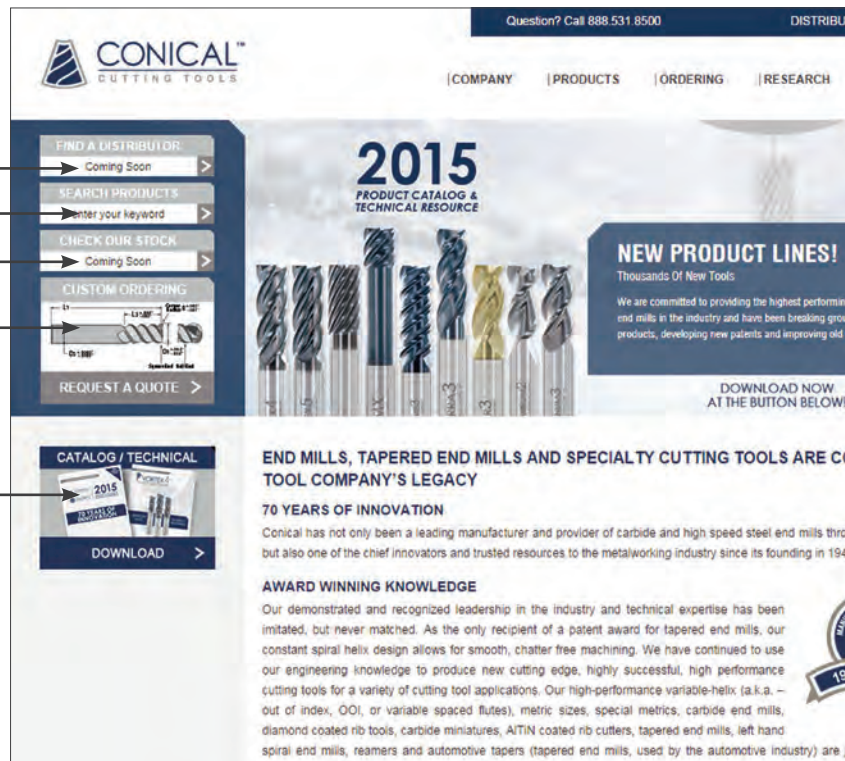 Question? Call 888.531.8500
DISTRIBU
CONICAL™
CUTTING TOOLS
|COMPANY |PRODUCTS |ORDERING |RESEARCH
FIND A DISTRIBUTOR
Coming Soon >
SEARCH PRODUCTS
enter your keyword >
CHECK OUR STOCK
Coming Soon >
CUSTOM ORDERING
REQUEST A QUOTE >
2015
PRODUCT CATALOG &
TECHNICAL RESOURCE
NEW PRODUCT LINES!
Thousands Of New Tools
We are committed to providing the highest performin
end mills in the industry and have been breaking grou
products, developing new patents and improving old
DOWNLOAD NOW
AT THE BUTTON BELOW
CATALOG / TECHNICAL
2015
70 YEARS OF
INNOVATION
DOWNLOAD >
END MILLS, TAPERED END MILLS AND SPECIALTY CUTTING TOOLS ARE CO
TOOL COMPANY'S LEGACY
70 YEARS OF INNOVATION
Conical has not only been a leading manufacturer and provider of carbide and high speed steel end mills thro
but also one of the chief innovators and trusted resources to the metalworking industry since its founding in 194
AWARD WINNING KNOWLEDGE
Our demonstrated and recognized leadership in the industry and technical expertise has been
imitated, but never matched. As the only recipient of a patent award for tapered end mills, our
constant spiral helix design allows for smooth, chatter free machining. We have continued to use
our engineering knowledge to produce new cutting edge, highly successful, high performance
cutting tools for a variety of cutting tool applications. Our high-performance variable-helix (a.k.a. –
out of index, OOI, or variable spaced flutes), metric sizes, special metrics, carbide end mills,
diamond coated rib tools, carbide miniatures, AlTiN coated rib cutters, tapered end mills, left hand
spiral end mills, reamers and automotive tapers (tapered end mills, used by the automotive industry) are